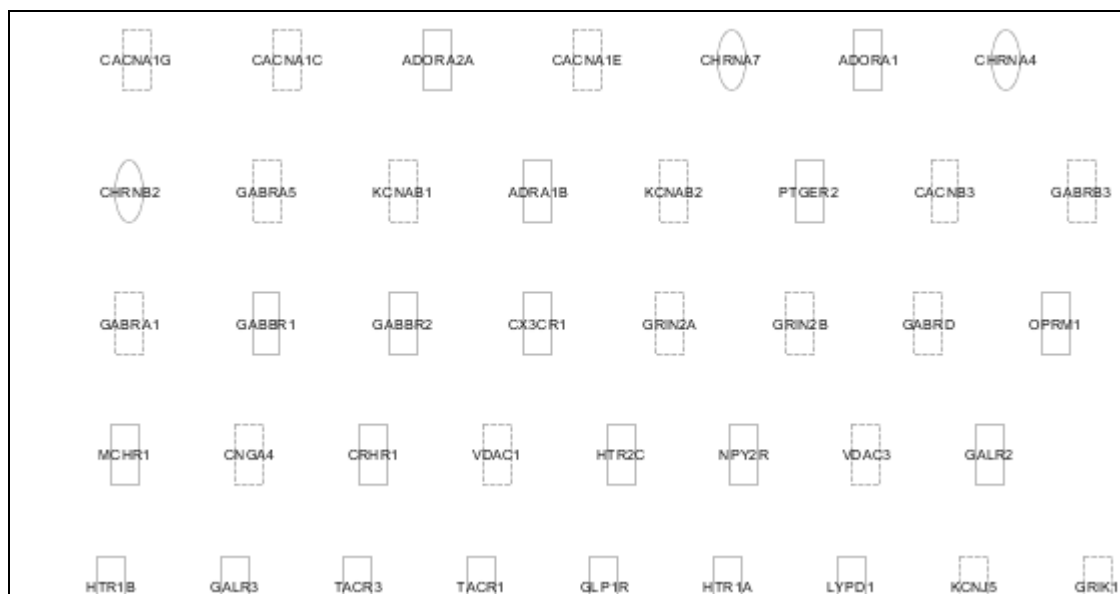 CACNA1G CACNA1C ADORA2A CACNA1E CHRNA7 ADORA1 CHRNA4
CHRNB2 GABRA5 KCNAB1 ADRA1B KCNAB2 PTGER2 CACNB3 GABRB3
GABRA1 GABBR1 GABBR2 CX3CR1 GRIN2A GRIN2B GABRD OPRM1
MCHR1 CNGA4 CRHR1 VDAC1 HTR2C NPY2R VDAC3 GALR2
HTR1B GALR3 TACR3 TACR1 GLP1R HTR1A LYPD1 KCNJ5 GRIK1